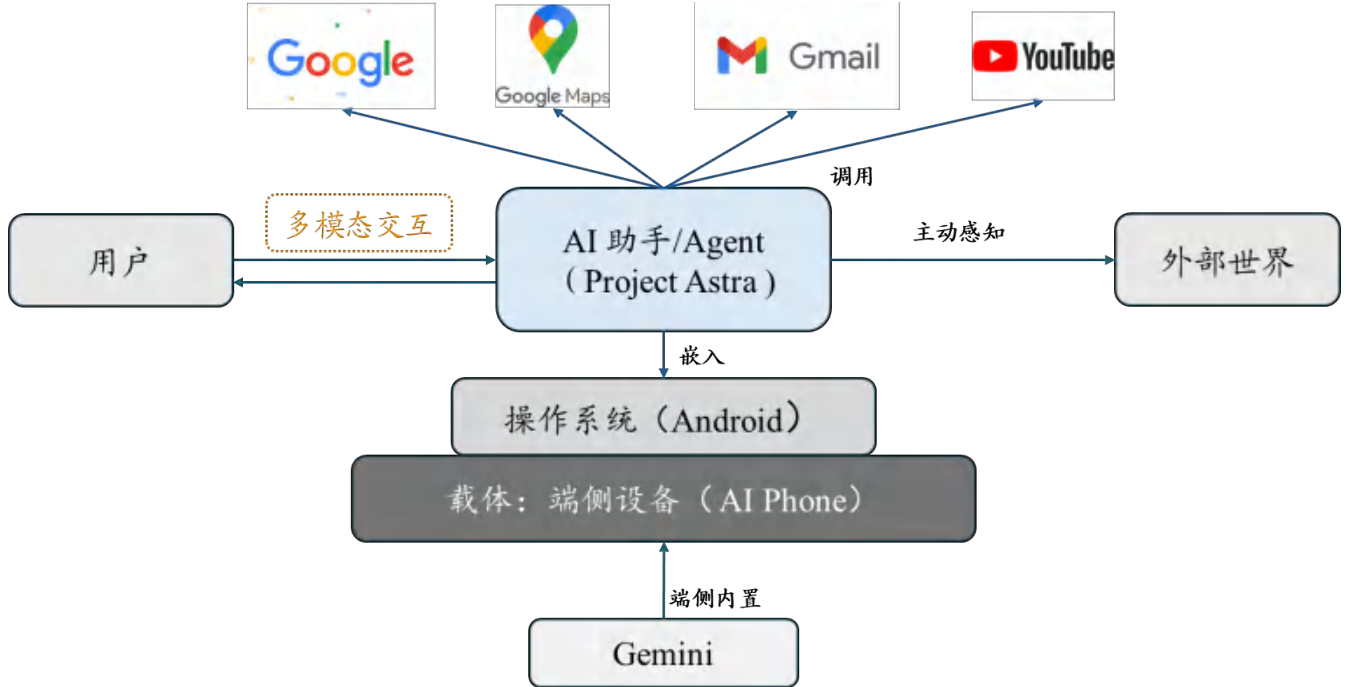 Google
Google Maps
Gmail
YouTube
调用
用户
多模态交互
AI 助手/Agent
（Project Astra）
主动感知
外部世界
嵌入
操作系统（Android）
载体：端侧设备（AI Phone）
端侧内置
Gemini